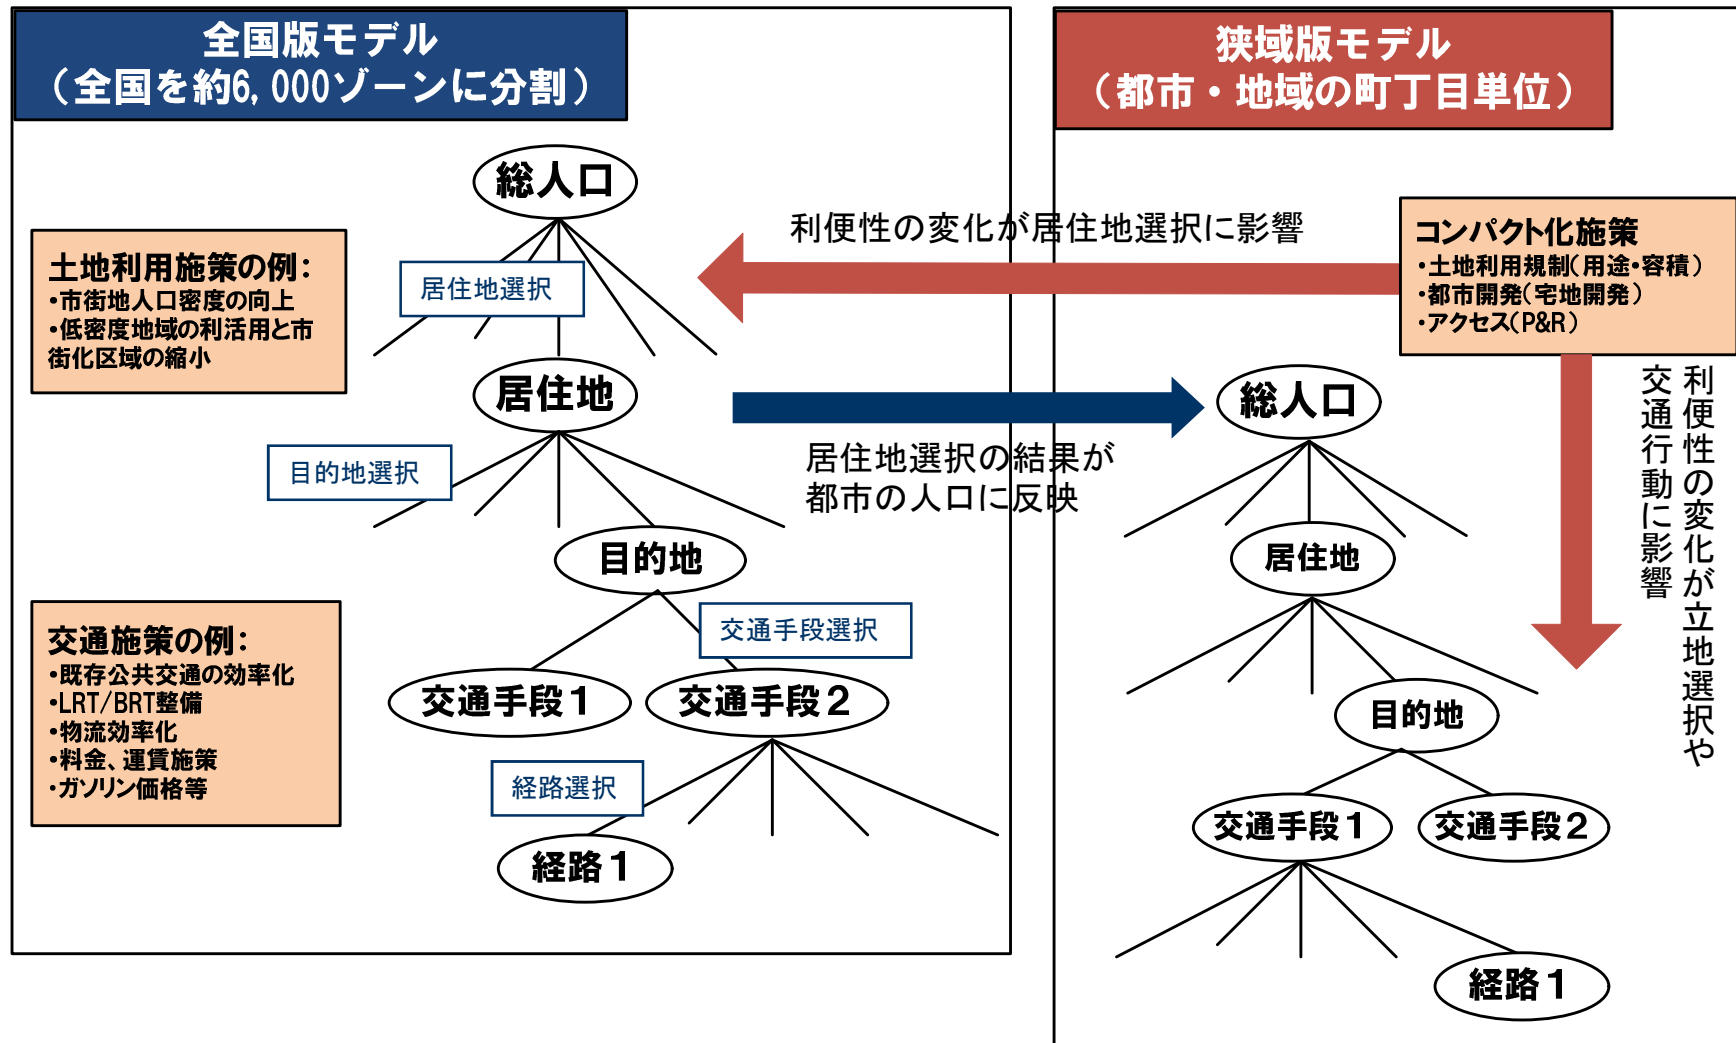 全国版モデル
（全国を約6,000ゾーンに分割）
総人口
土地利用施策の例：
・市街地人口密度の向上
・低密度地域の利活用と市
街化区域の縮小
居住地選択
居住地
目的地選択
目的地
交通施策の例：
・既存公共交通の効率化
・LRT/BRT整備
・物流効率化
・料金、運賃施策
・ガソリン価格等
交通手段選択
交通手段１
交通手段２
経路選択
経路１
利便性の変化が居住地選択に影響
居住地選択の結果が
都市の人口に反映
狭域版モデル
（都市・地域の町丁目単位）
コンパクト化施策
・土地利用規制（用途・容積）
・都市開発（宅地開発）
・アクセス（P&R）
利便性の変化が立地選択や
交通行動に影響
総人口
居住地
目的地
交通手段１
交通手段２
経路１